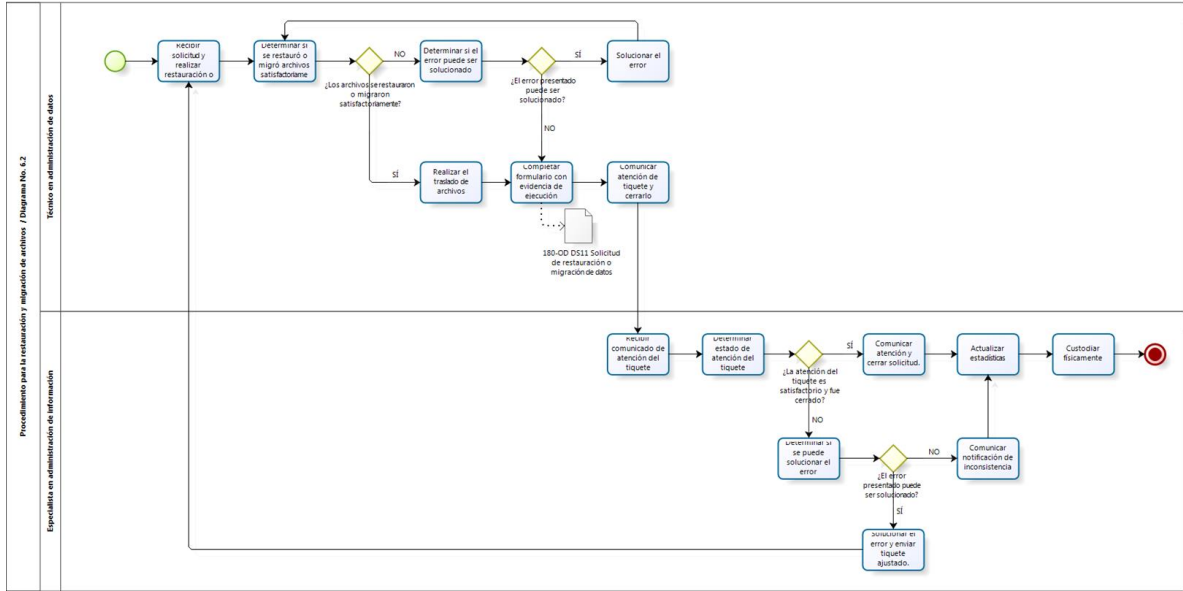 Procedimiento para la restauración y migración de archivos / Diagrama No. 6.2
Técnico en administración de datos
Recibir
solicitud y
realizar
restauración o
Determinar si
se restauró o
migró archivos
satisfactoriame
¿Los archivos se restauraron
o migraron
satisfactoriamente?
NO
Determinar si el
error puede ser
solucionado
¿El error presentado
puede ser
solucionado?
SÍ
Solucionar el
error
NO
SÍ
Realizar el
traslado de
archivos
Completar
formulario con
evidencia de
ejecución
Comunicar
atención de
tiquete y
cerrarlo
180-OD DS11 Solicitud
de restauración o
migración de datos
Especialista en administración de información
Recibir
comunicado de
atención del
tiquete
Determinar
estado de
atención del
tiquete
¿La atención del
tiquete es
satisfactorio y fue
cerrado?
SÍ
Comunicar
atención y
cerrar solicitud.
Actualizar
estadísticas
Custodiar
físicamente
NO
Determinar si
se puede
solucionar el
error
¿El error
presentado puede
ser solucionado?
NO
Comunicar
notificación de
inconsistencia
SÍ
Solucionar el
error y enviar
tiquete
ajustado.